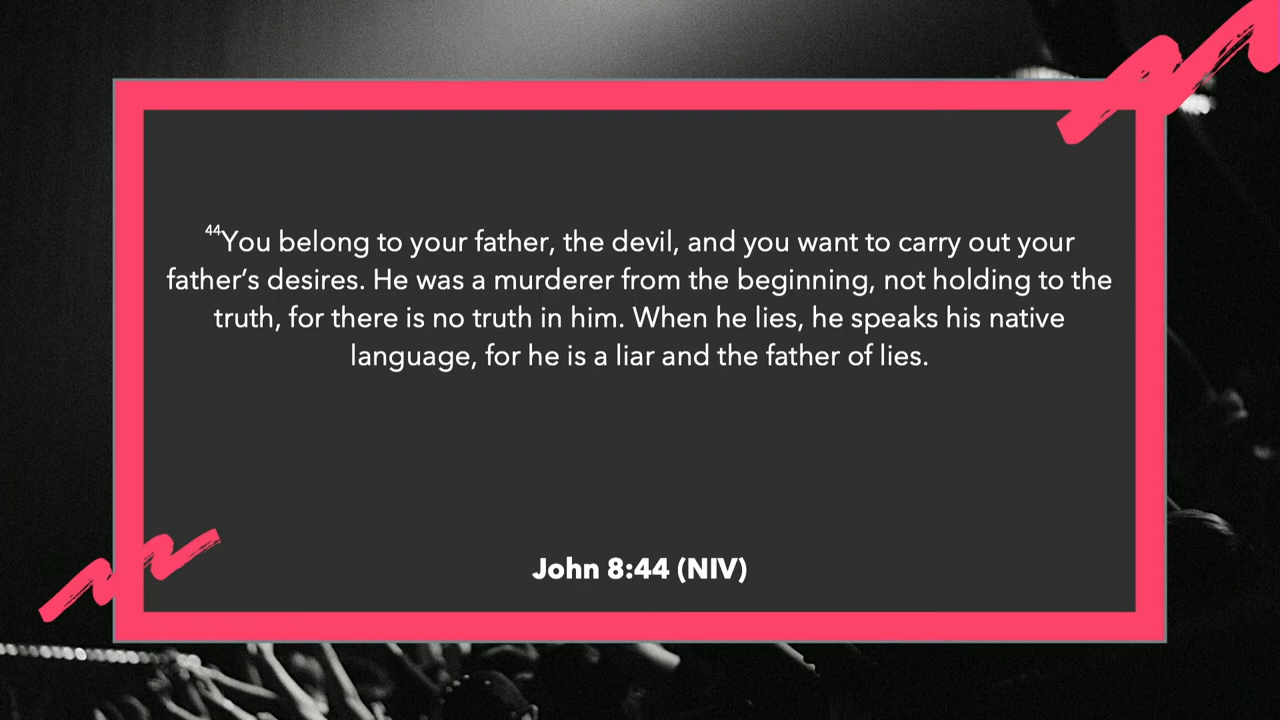 44You belong to your father, the devil, and you want to carry out your
father‘s desires. He was a murderer from the beginning, not holding to the
truth, for there is no truth in him. When he lies, he speaks his native
language, for he is a liar and the father of lies.
John 8:44 (NIV)